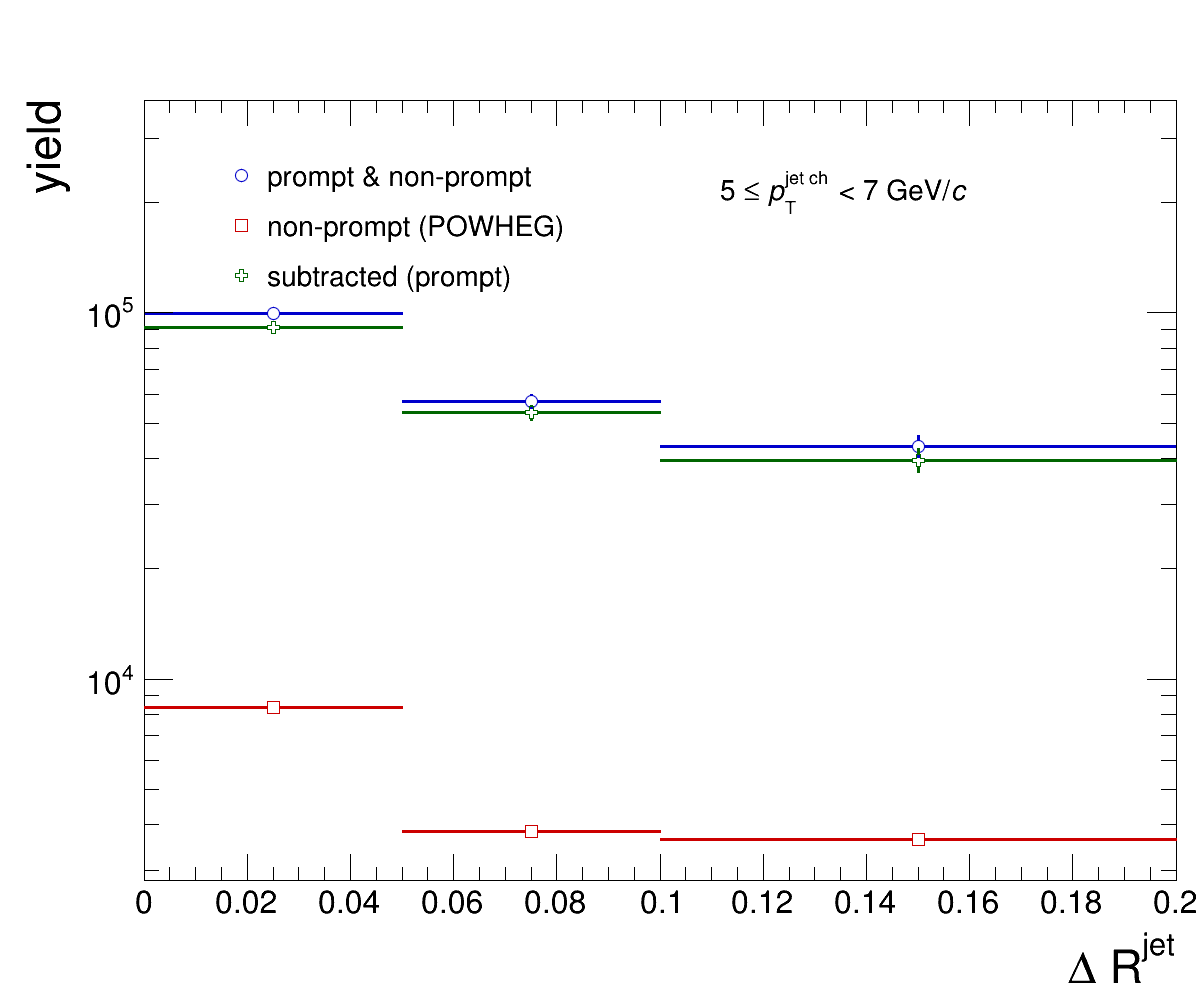 yield
prompt & non-prompt
non-prompt (POWHEG)
subtracted (prompt)
5 ≤ p_T^{jet ch} < 7 GeV/c
10^5
10^4
0 0.02 0.04 0.06 0.08 0.1 0.12 0.14 0.16 0.18 0.2
Δ R^{jet}